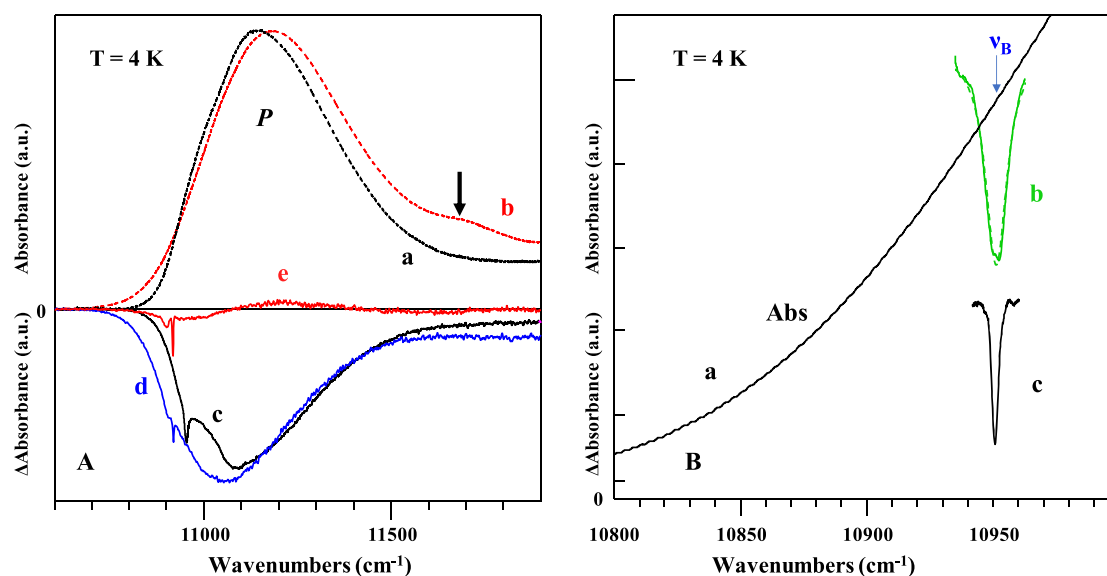 T = 4 K
P
b
a
e
0
d
c
A
Absorbance (a.u.)
ΔAbsorbance (a.u.)
11000 11500
Wavenumbers (cm-1)
T = 4 K
νB
b
Abs
a
c
B
Absorbance (a.u.)
ΔAbsorbance (a.u.)
0
10800 10850 10900 10950
Wavenumbers (cm-1)